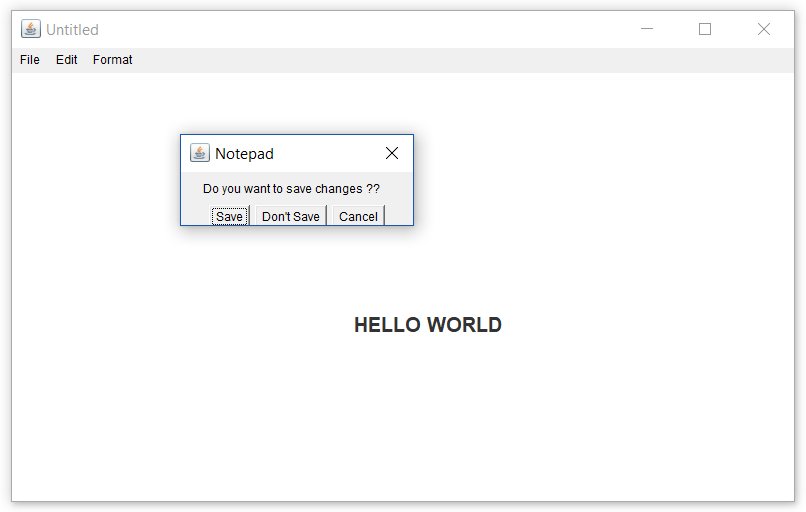 Untitled
File Edit Format
Notepad
Do you want to save changes ??
Save Don't Save Cancel
HELLO WORLD